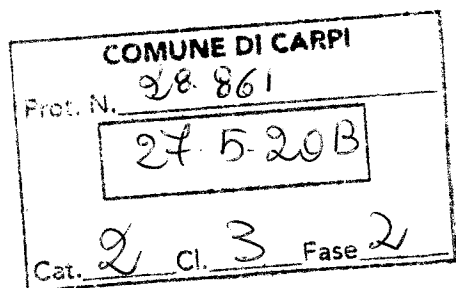 COMUNE DI CARPI
Prot. N. 28.861
27.5.2013
Cat. 2 Cl. 3 Fase 2